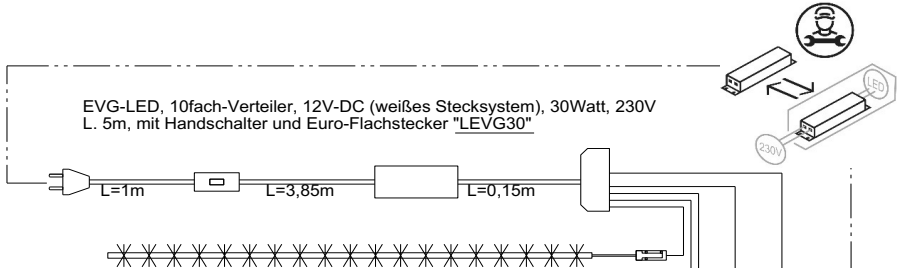 LED
EVG-LED, 10fach-Verteiler, 12V-DC (weißes Stecksystem), 30Watt, 230V
L. 5m, mit Handschalter und Euro-Flachstecker "LEVG30"
230V
L=1m
L=3,85m
L=0,15m